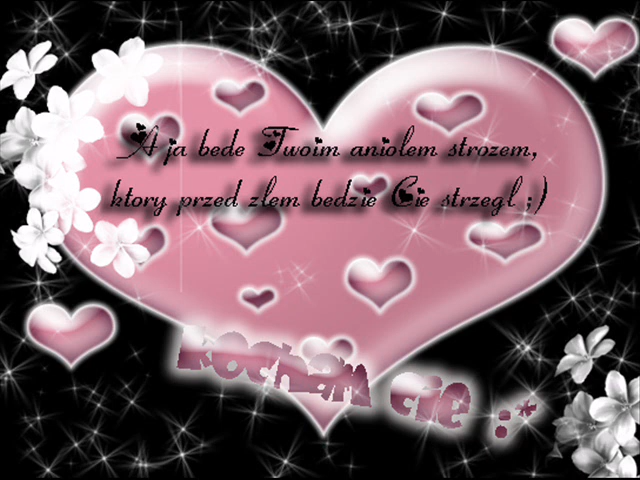 A ja bede Twoim aniolem strozem,
ktory przed zlem bedzie Cie strzegl ;)
kocham cie :*